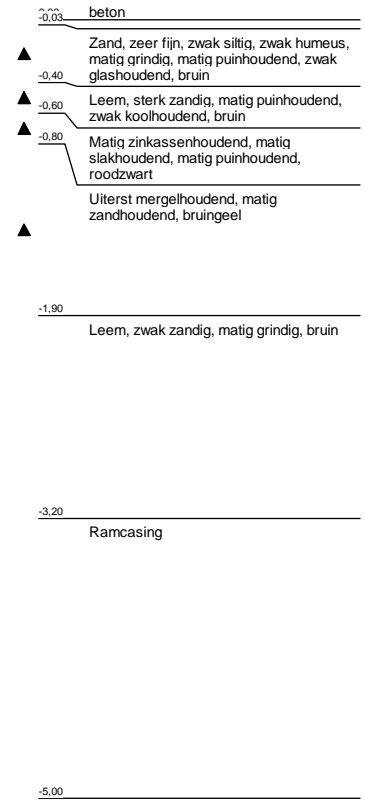 beton
-0,03
Zand, zeer fijn, zwak siltig, zwak humeus,
matig grindig, matig puinhoudend, zwak
glashoudend, bruin
-0,40
Leem, sterk zandig, matig puinhoudend,
zwak koolhoudend, bruin
-0,60
Matig zinkassenhoudend, matig
slakhoudend, matig puinhoudend,
roodzwart
-0,80
Uiterst mergelhoudend, matig
zandhoudend, bruingeel
-1,90
Leem, zwak zandig, matig grindig, bruin
-3,20
Ramcasing
-5,00